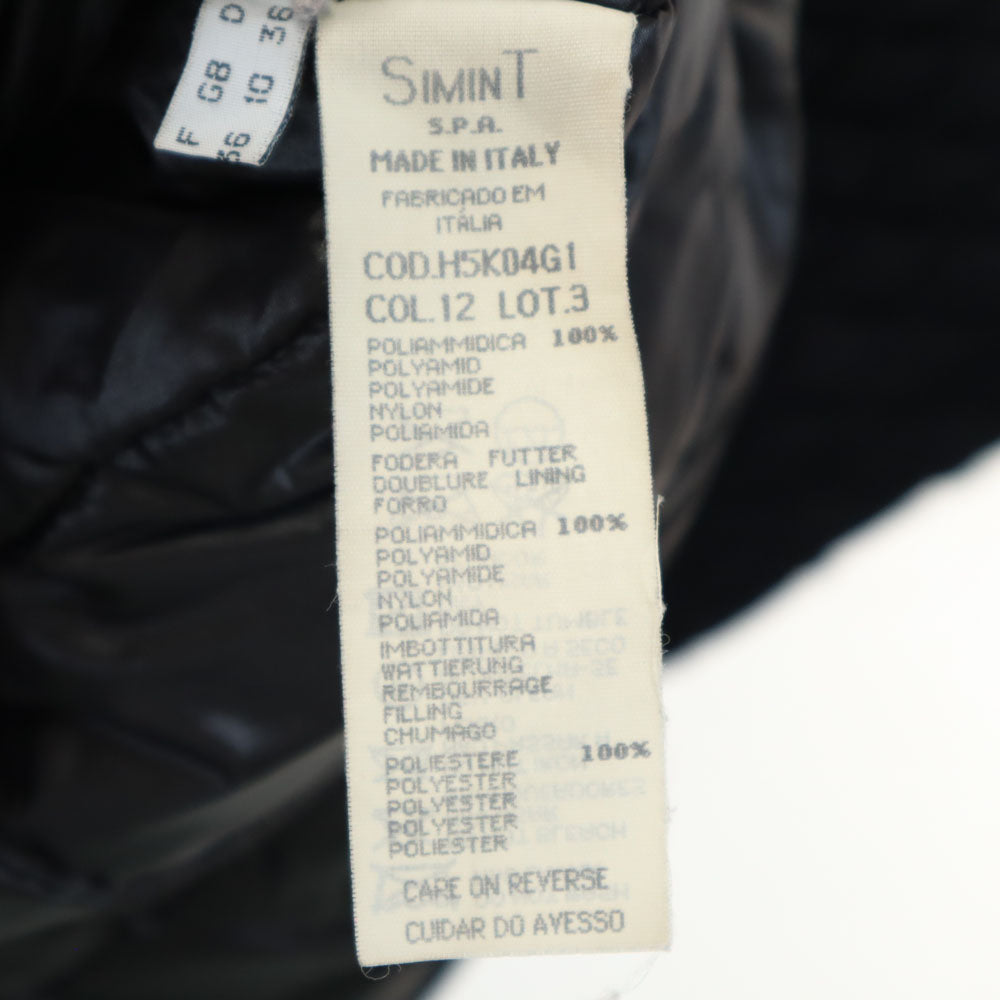 F GB D
36 10 36
SIMINT
S.P.A.
MADE IN ITALY
FABRICADO EM
ITÁLIA
COD.H5K04G1
COL.12 LOT.3
POLIAMMIDICA 100%
POLYAMID
POLYAMIDE
NYLON
POLIAMIDA
FODERA FUTTER
DOUBLURE LINING
FORRO
POLIAMMIDICA 100%
POLYAMID
POLYAMIDE
NYLON
POLIAMIDA
IMBOTTITURA
WATTIERUNG
REMBOURRAGE
FILLING
CHUMAGO
POLIESTERE 100%
POLYESTER
POLYESTER
POLYESTER
POLIESTER
CARE ON REVERSE
CUIDAR DO AVESSO